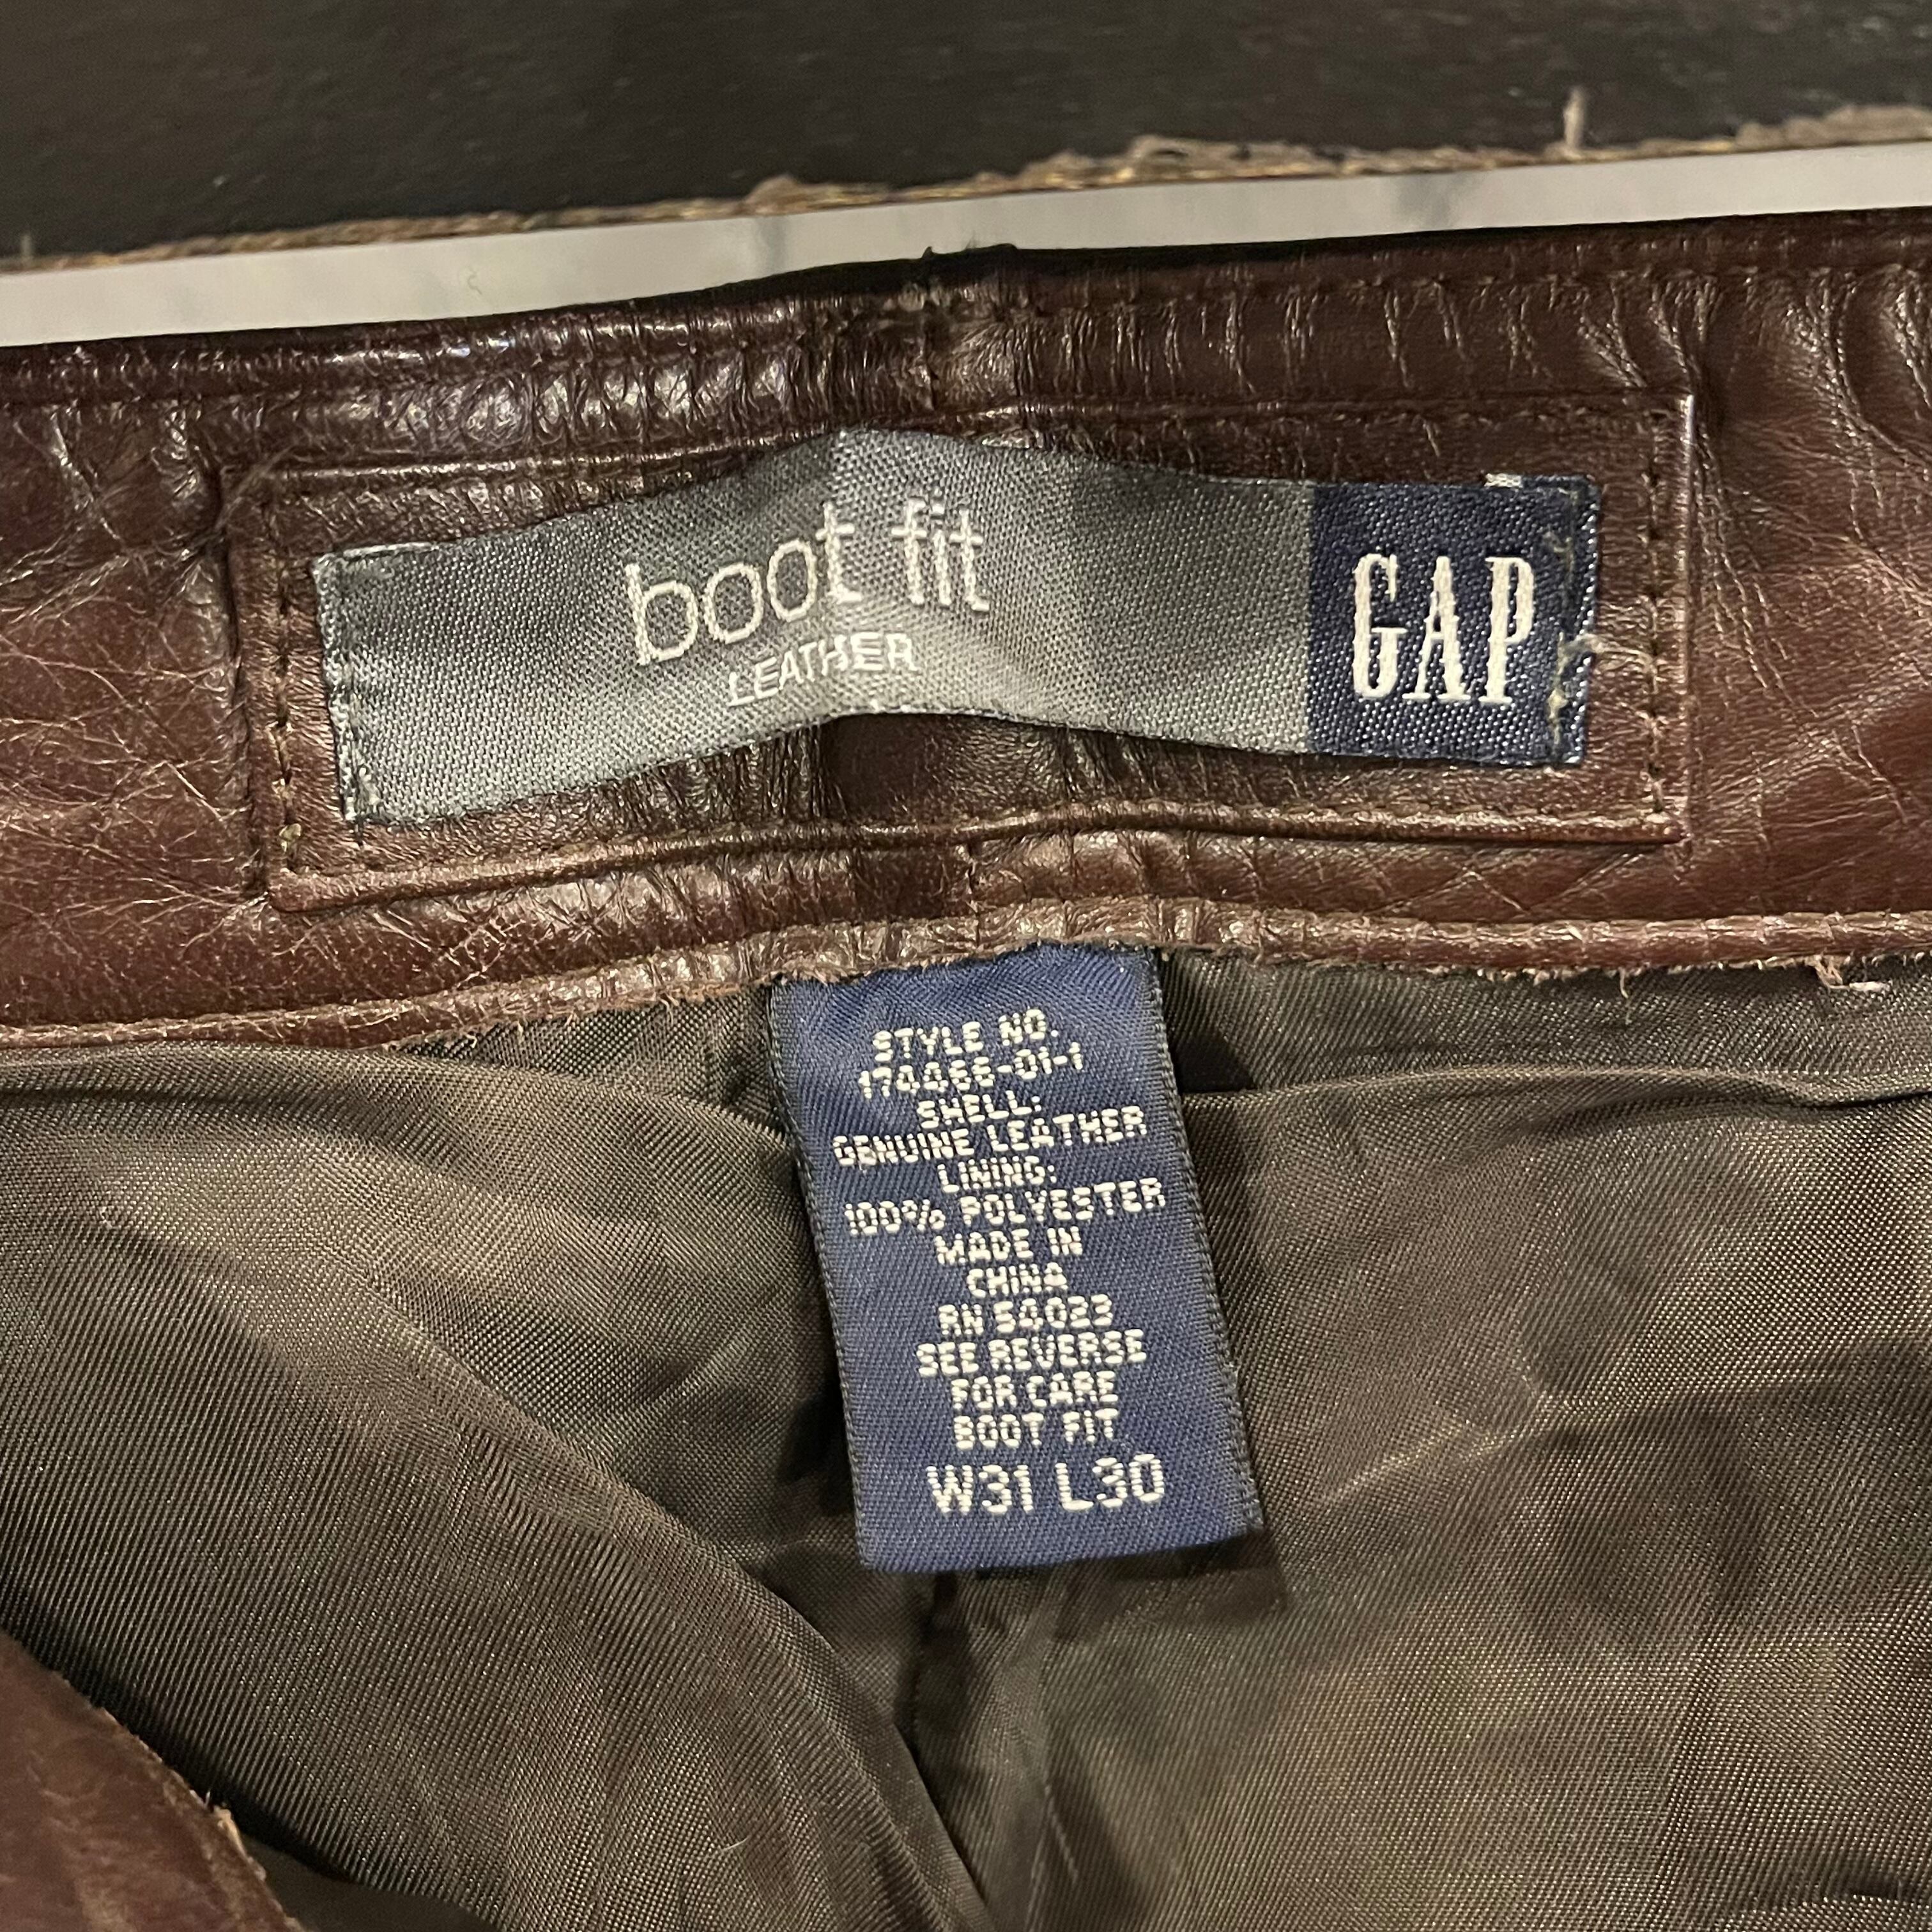 boot fit
LEATHER
GAP
STYLE NO.
174466-01-1
SHELL:
GENUINE LEATHER
LINING:
100% POLYESTER
MADE IN
CHINA
RN 54023
SEE REVERSE
FOR CARE
BOOT FIT
W31 L30